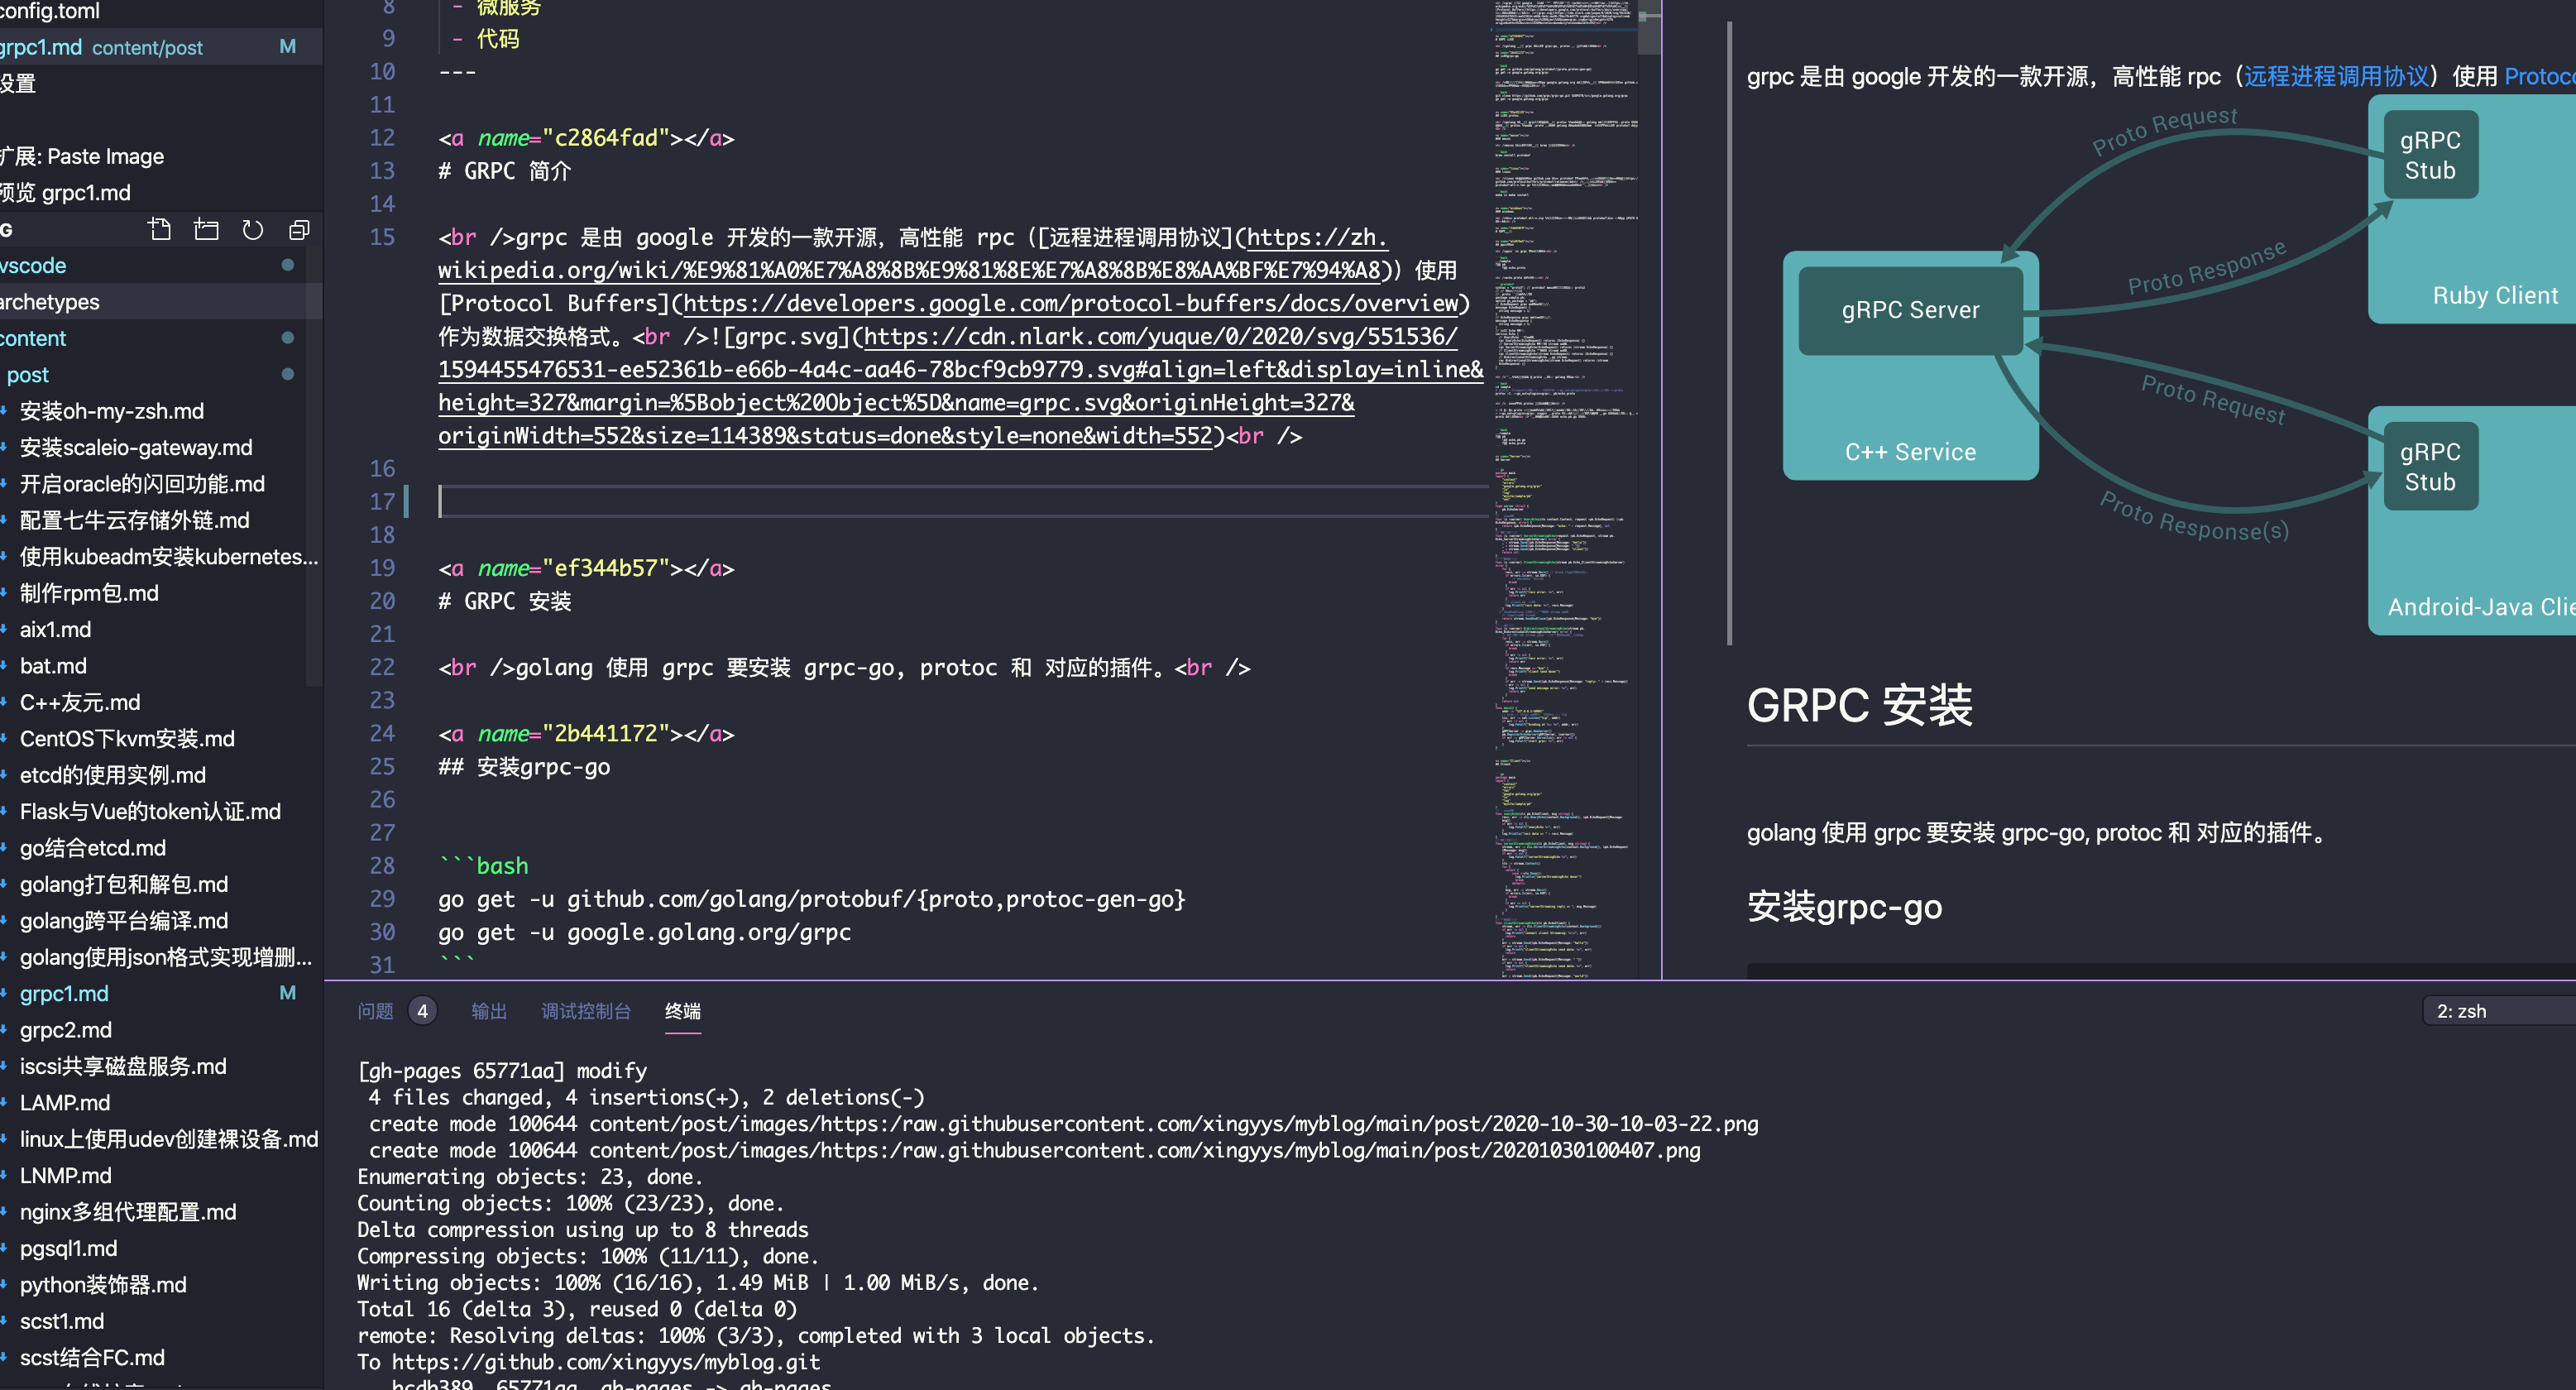 config.toml
grpc1.md content/post M
设置
扩展: Paste Image
预览 grpc1.md
G
vscode
archetypes
content
post
安装oh-my-zsh.md
安装scaleio-gateway.md
开启oracle的闪回功能.md
配置七牛云存储外链.md
使用kubeadm安装kubernetes...
制作rpm包.md
aix1.md
bat.md
C++友元.md
CentOS下kvm安装.md
etcd的使用实例.md
Flask与Vue的token认证.md
go结合etcd.md
golang打包和解包.md
golang跨平台编译.md
golang使用json格式实现增删...
grpc1.md M
grpc2.md
iscsi共享磁盘服务.md
LAMP.md
linux上使用udev创建裸设备.md
LNMP.md
nginx多组代理配置.md
pgsql1.md
python装饰器.md
scst1.md
scst结合FC.md
8 - 微服务
9 - 代码
10 ---
11
12 <a name="c2864fad"></a>
13 # GRPC 简介
14
15 <br />grpc 是由 google 开发的一款开源，高性能 rpc（[远程进程调用协议](https://zh.
wikipedia.org/wiki/%E9%81%A0%E7%A8%8B%E9%81%8E%E7%A8%8B%E8%AA%BF%E7%94%A8)）使用
[Protocol Buffers](https://developers.google.com/protocol-buffers/docs/overview)
作为数据交换格式。<br />![grpc.svg](https://cdn.nlark.com/yuque/0/2020/svg/551536/
1594455476531-ee52361b-e66b-4a4c-aa46-78bcf9cb9779.svg#align=left&display=inline&
height=327&margin=%5Bobject%20Object%5D&name=grpc.svg&originHeight=327&
originWidth=552&size=114389&status=done&style=none&width=552)<br />
16
17
18
19 <a name="ef344b57"></a>
20 # GRPC 安装
21
22 <br />golang 使用 grpc 要安装 grpc-go, protoc 和 对应的插件。<br />
23
24 <a name="2b441172"></a>
25 ## 安装grpc-go
26
27
28 ```bash
29 go get -u github.com/golang/protobuf/{proto,protoc-gen-go}
30 go get -u google.golang.org/grpc
31 ```
grpc 是由 google 开发的一款开源，高性能 rpc（远程进程调用协议）使用 Protoco
Proto Request
gRPC
Stub
Proto Response
Ruby Client
gRPC Server
C++ Service
Proto Request
gRPC
Stub
Proto Response(s)
Android-Java Clie
GRPC 安装
golang 使用 grpc 要安装 grpc-go, protoc 和 对应的插件。
安装grpc-go
问题 4 输出 调试控制台 终端
2: zsh
[gh-pages 65771aa] modify
4 files changed, 4 insertions(+), 2 deletions(-)
create mode 100644 content/post/images/https:/raw.githubusercontent.com/xingyys/myblog/main/post/2020-10-30-10-03-22.png
create mode 100644 content/post/images/https:/raw.githubusercontent.com/xingyys/myblog/main/post/20201030100407.png
Enumerating objects: 23, done.
Counting objects: 100% (23/23), done.
Delta compression using up to 8 threads
Compressing objects: 100% (11/11), done.
Writing objects: 100% (16/16), 1.49 MiB | 1.00 MiB/s, done.
Total 16 (delta 3), reused 0 (delta 0)
remote: Resolving deltas: 100% (3/3), completed with 3 local objects.
To https://github.com/xingyys/myblog.git
65771aa gh-pages -> gh-pages